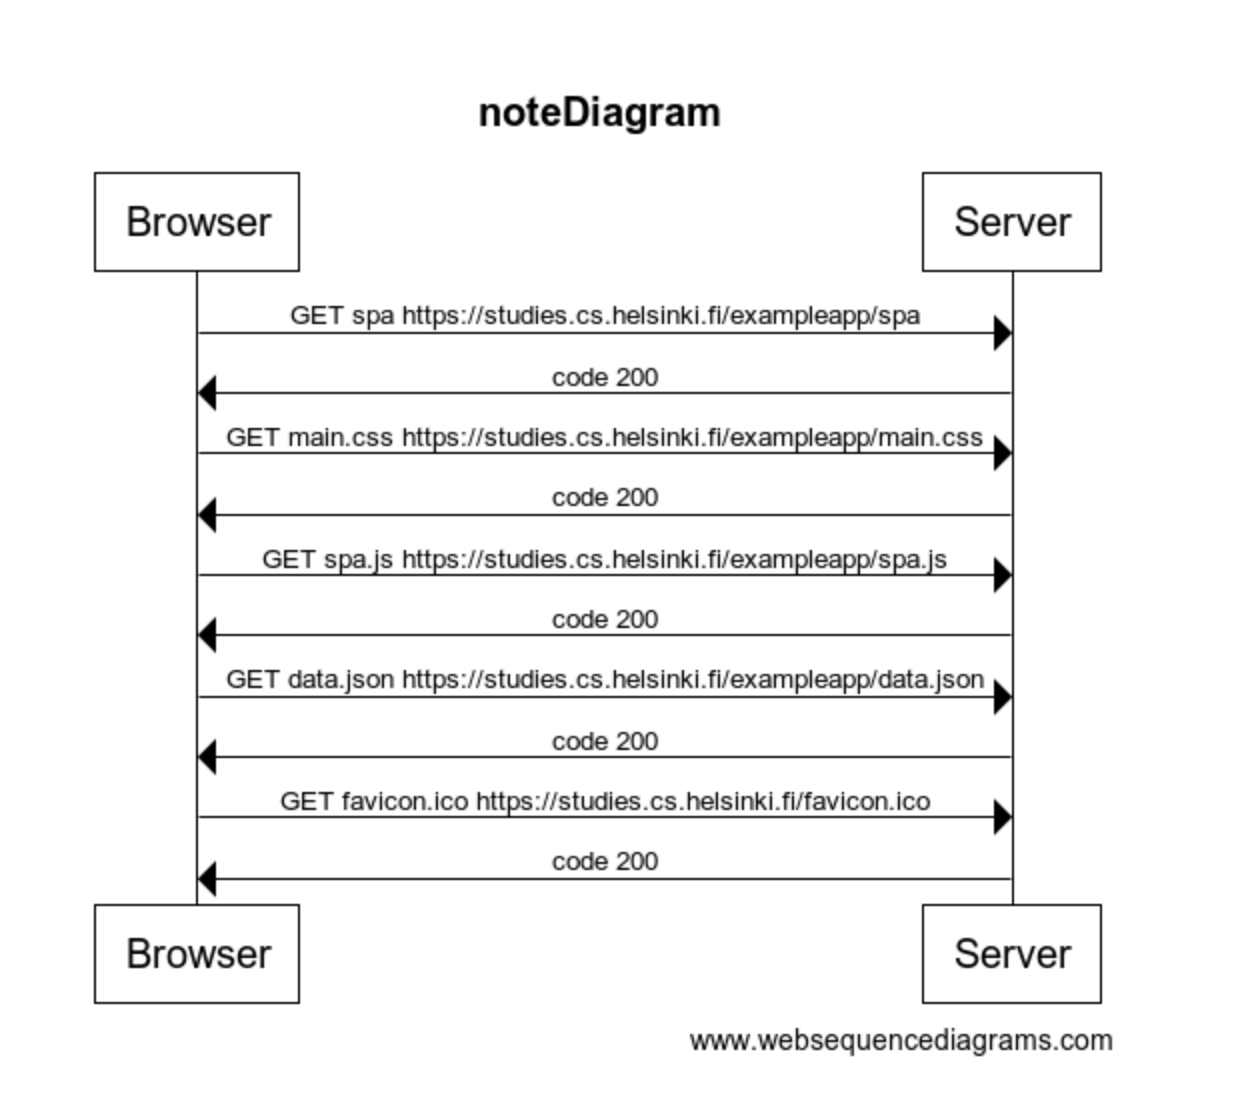 noteDiagram
Browser
Server
GET spa https://studies.cs.helsinki.fi/exampleapp/spa
code 200
GET main.css https://studies.cs.helsinki.fi/exampleapp/main.css
code 200
GET spa.js https://studies.cs.helsinki.fi/exampleapp/spa.js
code 200
GET data.json https://studies.cs.helsinki.fi/exampleapp/data.json
code 200
GET favicon.ico https://studies.cs.helsinki.fi/favicon.ico
code 200
Browser
Server
www.websequencediagrams.com